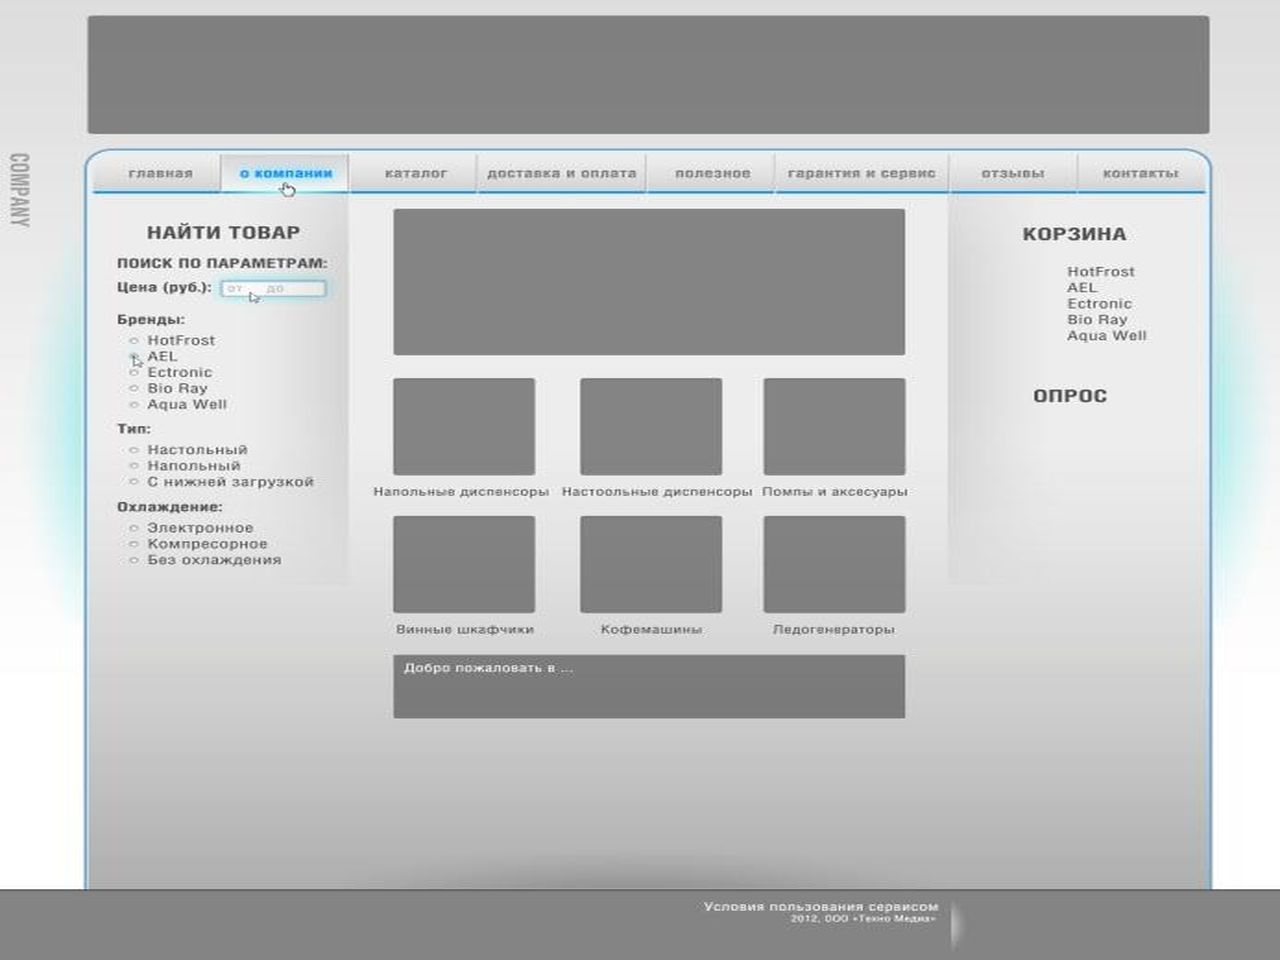 COMPANY
главная
о компании
каталог
доставка и оплата
полезное
гарантия и сервис
отзывы
контакты
НАЙТИ ТОВАР
ПОИСК ПО ПАРАМЕТРАМ:
Цена (руб.): от до
Бренды:
HotFrost
AEL
Ectronic
Bio Ray
Aqua Well
Тип:
Настольный
Напольный
С нижней загрузкой
Охлаждение:
Электронное
Компресорное
Без охлаждения
Напольные диспенсоры
Настоольные диспенсоры
Помпы и аксесуары
Винные шкафчики
Кофемашины
Ледогенераторы
Добро пожаловать в ...
КОРЗИНА
HotFrost
AEL
Ectronic
Bio Ray
Aqua Well
ОПРОС
Условия пользования сервисом
2012, ООО «Техно Медиа»